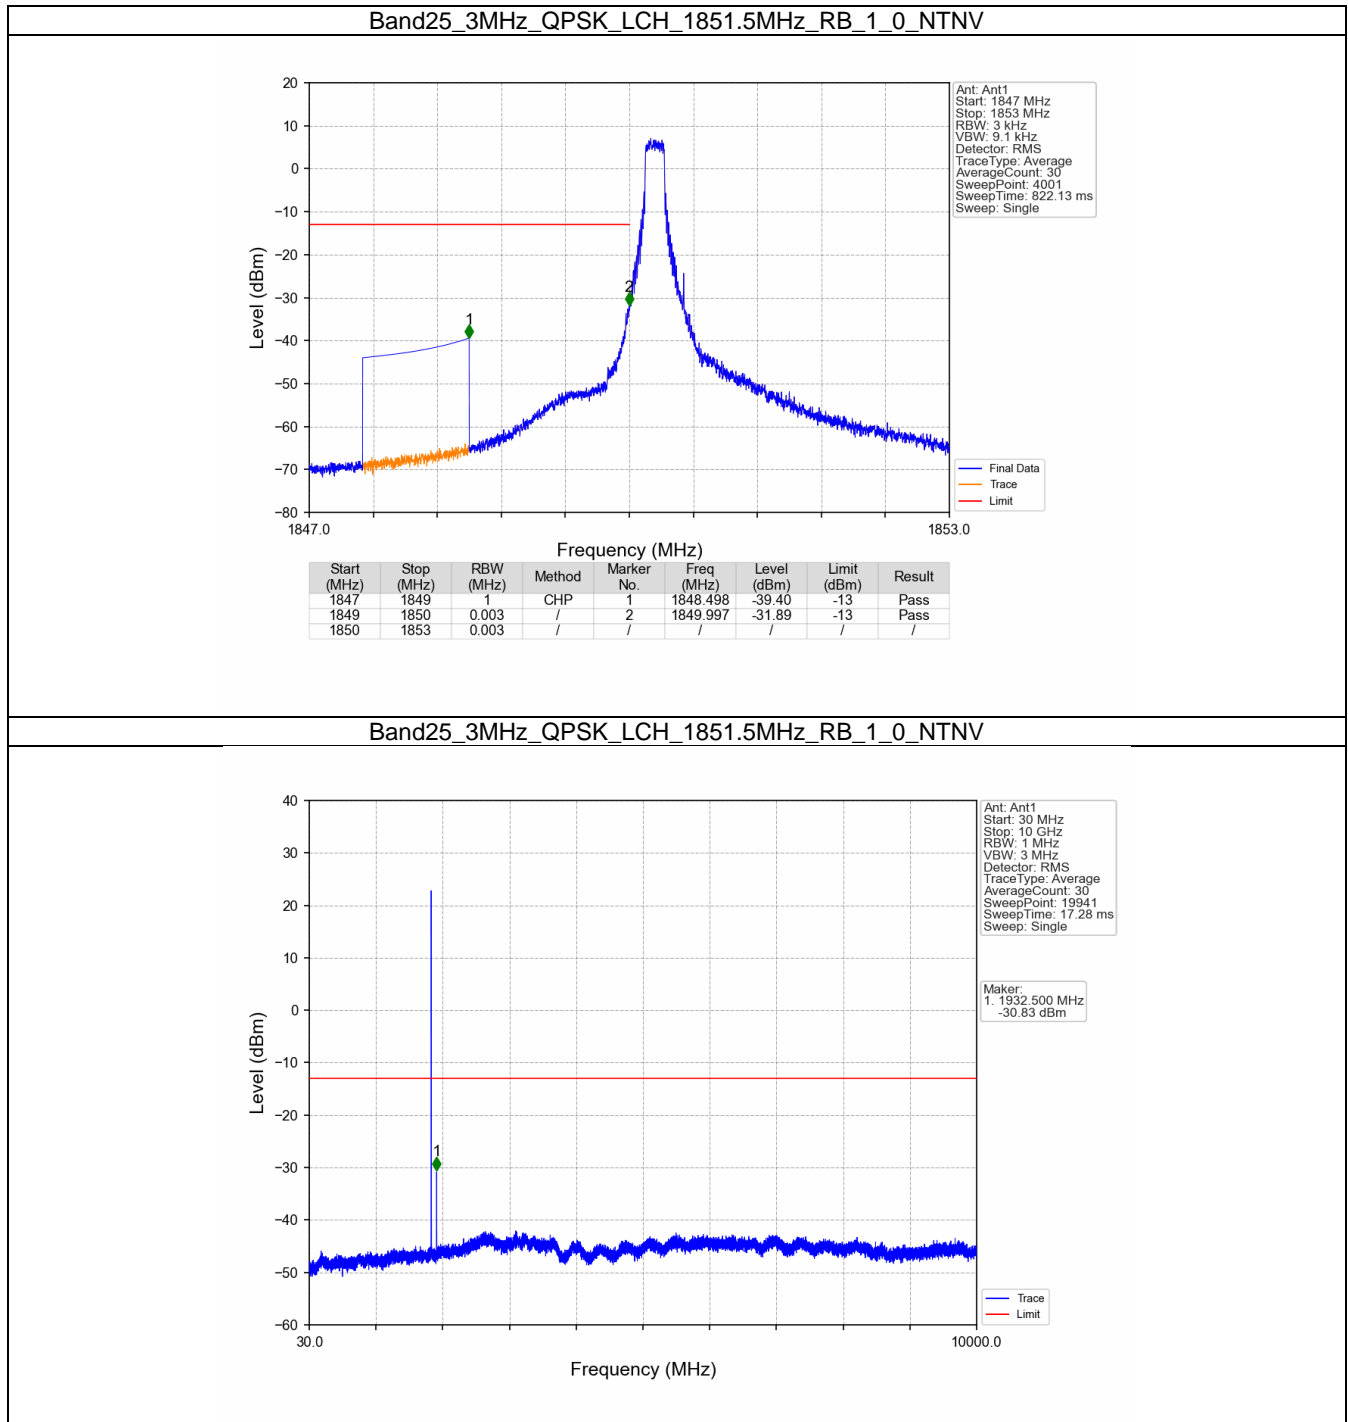 Band25_3MHz_QPSK_LCH_1851.5MHz_RB_1_0_NTNV
20
10
0
−10
−20
−30
−40
−50
−60
−70
−80
Level (dBm)
1
2
1847.0
1853.0
Frequency (MHz)
Ant: Ant1
Start: 1847 MHz
Stop: 1853 MHz
RBW: 3 kHz
VBW: 9.1 kHz
Detector: RMS
TraceType: Average
AverageCount: 30
SweepPoint: 4001
SweepTime: 822.13 ms
Sweep: Single
Final Data
Trace
Limit
Start (MHz) Stop (MHz) RBW (MHz) Method Marker No. Freq (MHz) Level (dBm) Limit (dBm) Result
1847 1849 1 CHP 1 1848.498 -39.40 -13 Pass
1849 1850 0.003 / 2 1849.997 -31.89 -13 Pass
1850 1853 0.003 / / / / / /
Band25_3MHz_QPSK_LCH_1851.5MHz_RB_1_0_NTNV
40
30
20
10
0
−10
−20
−30
−40
−50
−60
Level (dBm)
1
30.0
10000.0
Frequency (MHz)
Ant: Ant1
Start: 30 MHz
Stop: 10 GHz
RBW: 1 MHz
VBW: 3 MHz
Detector: RMS
TraceType: Average
AverageCount: 30
SweepPoint: 19941
SweepTime: 17.28 ms
Sweep: Single
Maker:
1. 1932.500 MHz
-30.83 dBm
Trace
Limit